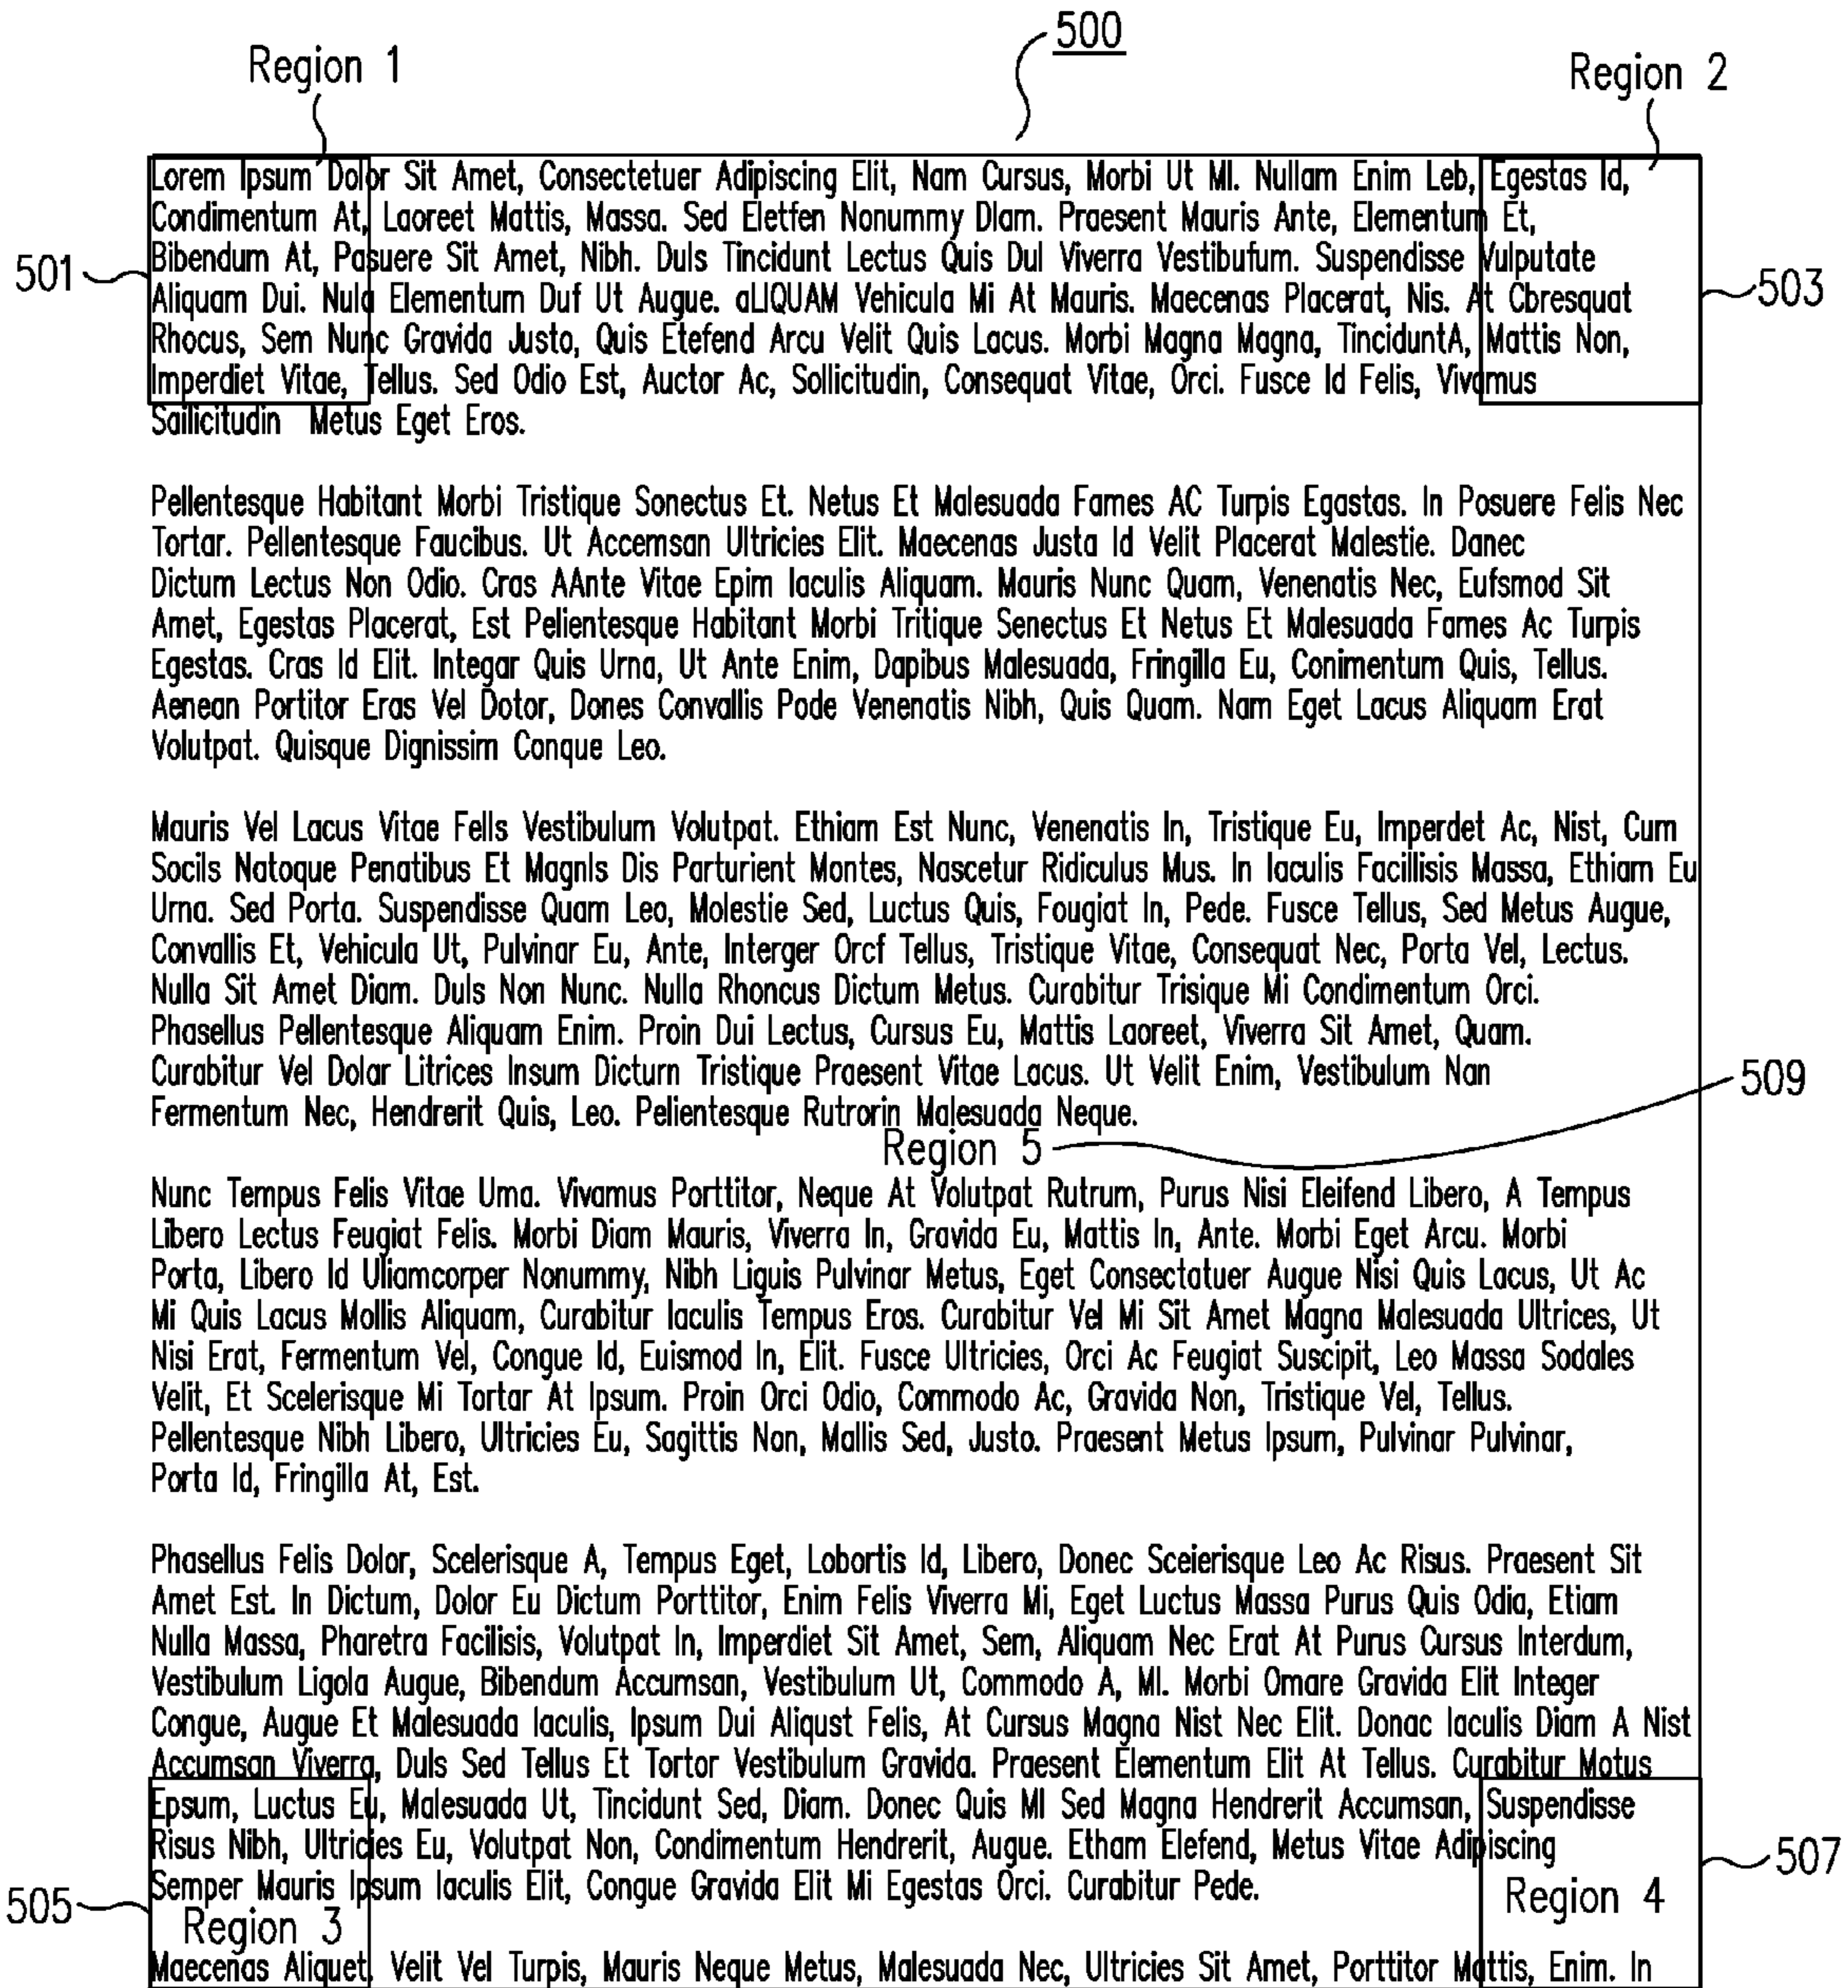 500
Region 1
Region 2
Lorem Ipsum Dolor Sit Amet, Consectetuer Adipiscing Elit, Nam Cursus, Morbi Ut MI. Nullam Enim Leb, Egestas Id,
Condimentum At, Laoreet Mattis, Massa. Sed Eletfen Nonummy Dlam. Praesent Mauris Ante, Elementum Et,
501 Bibendum At, Pasuere Sit Amet, Nibh. Duls Tincidunt Lectus Quis Dul Viverra Vestibufum. Suspendisse Vulputate
Aliquam Dui. Nula Elementum Duf Ut Augue. aLIQUAM Vehicula Mi At Mauris. Maecenas Placerat, Nis. At Cbresquat 503
Rhocus, Sem Nunc Gravida Justo, Quis Etefend Arcu Velit Quis Lacus. Morbi Magna Magna, TinciduntA, Mattis Non,
Imperdiet Vitae, Tellus. Sed Odio Est, Auctor Ac, Sollicitudin, Consequat Vitae, Orci. Fusce Id Felis, Vivamus
Sailicitudin Metus Eget Eros.
Pellentesque Habitant Morbi Tristique Sonectus Et. Netus Et Malesuada Fames AC Turpis Egastas. In Posuere Felis Nec
Tortar. Pellentesque Faucibus. Ut Accemsan Ultricies Elit. Maecenas Justa Id Velit Placerat Malestie. Danec
Dictum Lectus Non Odio. Cras AAnte Vitae Epim Iaculis Aliquam. Mauris Nunc Quam, Venenatis Nec, Eufsmod Sit
Amet, Egestas Placerat, Est Pelientesque Habitant Morbi Tritique Senectus Et Netus Et Malesuada Fames Ac Turpis
Egestas. Cras Id Elit. Integar Quis Urna, Ut Ante Enim, Dapibus Malesuada, Fringilla Eu, Conimentum Quis, Tellus.
Aenean Portitor Eras Vel Dotor, Dones Convallis Pode Venenatis Nibh, Quis Quam. Nam Eget Lacus Aliquam Erat
Volutpat. Quisque Dignissim Conque Leo.
Mauris Vel Lacus Vitae Fells Vestibulum Volutpat. Ethiam Est Nunc, Venenatis In, Tristique Eu, Imperdet Ac, Nist, Cum
Socils Natoque Penatibus Et Magnls Dis Parturient Montes, Nascetur Ridiculus Mus. In Iaculis Facillisis Massa, Ethiam Eu
Urna. Sed Porta. Suspendisse Quam Leo, Molestie Sed, Luctus Quis, Fougiat In, Pede. Fusce Tellus, Sed Metus Augue,
Convallis Et, Vehicula Ut, Pulvinar Eu, Ante, Interger Orcf Tellus, Tristique Vitae, Consequat Nec, Porta Vel, Lectus.
Nulla Sit Amet Diam. Duls Non Nunc. Nulla Rhoncus Dictum Metus. Curabitur Trisique Mi Condimentum Orci.
Phasellus Pellentesque Aliquam Enim. Proin Dui Lectus, Cursus Eu, Mattis Laoreet, Viverra Sit Amet, Quam.
Curabitur Vel Dolar Litrices Insum Dicturn Tristique Praesent Vitae Lacus. Ut Velit Enim, Vestibulum Nan 509
Fermentum Nec, Hendrerit Quis, Leo. Pelientesque Rutrorin Malesuada Neque.
Region 5
Nunc Tempus Felis Vitae Uma. Vivamus Porttitor, Neque At Volutpat Rutrum, Purus Nisi Eleifend Libero, A Tempus
Libero Lectus Feugiat Felis. Morbi Diam Mauris, Viverra In, Gravida Eu, Mattis In, Ante. Morbi Eget Arcu. Morbi
Porta, Libero Id Uliamcorper Nonummy, Nibh Liguis Pulvinar Metus, Eget Consectatuer Augue Nisi Quis Lacus, Ut Ac
Mi Quis Lacus Mollis Aliquam, Curabitur Iaculis Tempus Eros. Curabitur Vel Mi Sit Amet Magna Malesuada Ultrices, Ut
Nisi Erat, Fermentum Vel, Congue Id, Euismod In, Elit. Fusce Ultricies, Orci Ac Feugiat Suscipit, Leo Massa Sodales
Velit, Et Scelerisque Mi Tortar At Ipsum. Proin Orci Odio, Commodo Ac, Gravida Non, Tristique Vel, Tellus.
Pellentesque Nibh Libero, Ultricies Eu, Sagittis Nan, Mallis Sed, Justo. Praesent Metus Ipsum, Pulvinar Pulvinar,
Porta Id, Fringilla At, Est.
Phasellus Felis Dolor, Scelerisque A, Tempus Eget, Lobortis Id, Libero, Donec Sceierisque Leo Ac Risus. Praesent Sit
Amet Est. In Dictum, Dolor Eu Dictum Porttitor, Enim Felis Viverra Mi, Eget Luctus Massa Purus Quis Odia, Etiam
Nulla Massa, Pharetra Facilisis, Volutpat In, Imperdiet Sit Amet, Sem, Aliquam Nec Erat At Purus Cursus Interdum,
Vestibulum Ligola Augue, Bibendum Accumsan, Vestibulum Ut, Commodo A, MI. Morbi Omare Gravida Elit Integer
Congue, Augue Et Malesuada Iaculis, Ipsum Dui Aliqust Felis, At Cursus Magna Nist Nec Elit. Donac Iaculis Diam A Nist
Accumsan Viverra, Duls Sed Tellus Et Tortor Vestibulum Gravida. Praesent Elementum Elit At Tellus. Curabitur Motus
Epsum, Luctus Eu, Malesuada Ut, Tincidunt Sed, Diam. Donec Quis MI Sed Magna Hendrerit Accumsan, Suspendisse
Risus Nibh, Ultricies Eu, Volutpat Non, Condimentum Hendrerit, Augue. Etham Elefend, Metus Vitae Adipiscing 507
Semper Mauris Ipsum Iaculis Elit, Congue Gravida Elit Mi Egestas Orci. Curabitur Pede.
505 Region 3 Region 4
Maecenas Aliquet, Velit Vel Turpis, Mauris Neque Metus, Malesuada Nec, Ultricies Sit Amet, Porttitor Mattis, Enim. In